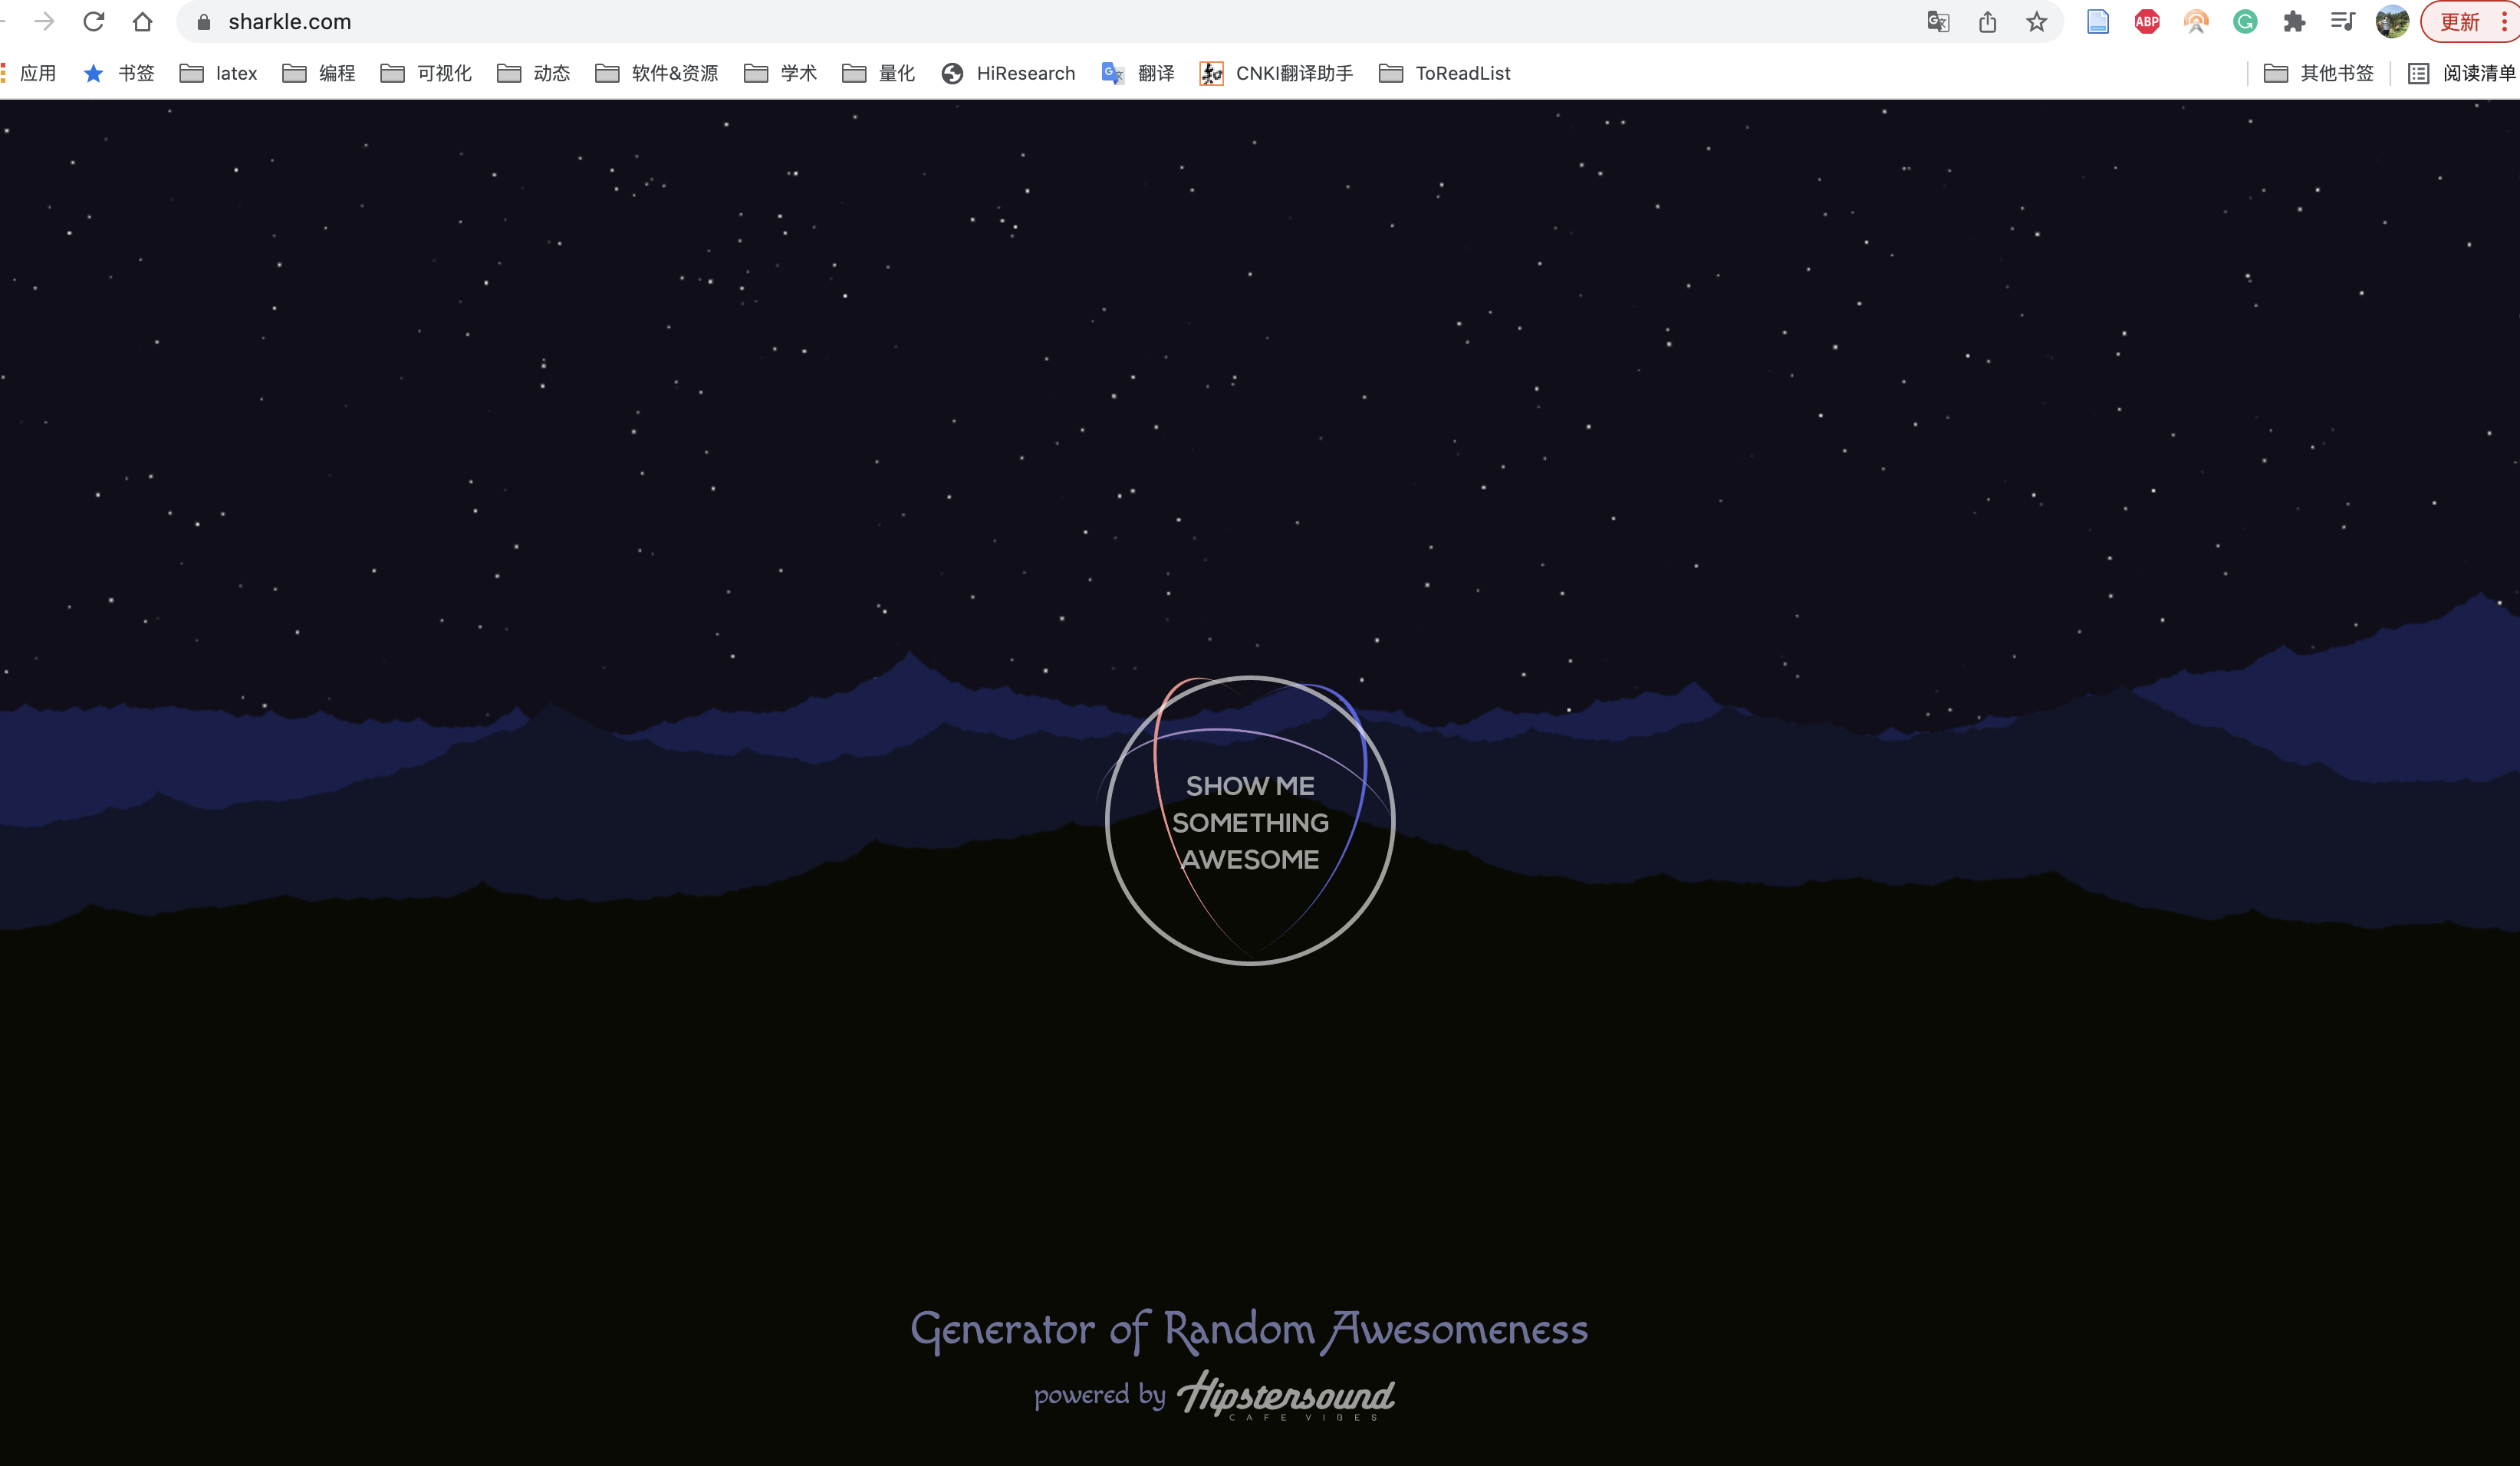 sharkle.com
ABP
更新
应用 书签 latex 编程 可视化 动态 软件&资源 学术 量化 HiResearch 翻译 CNKI翻译助手 ToReadList 其他书签 阅读清单
SHOW ME
SOMETHING
AWESOME
Generator of Random Awesomeness
powered by Hipstersound
CAFE VIBES